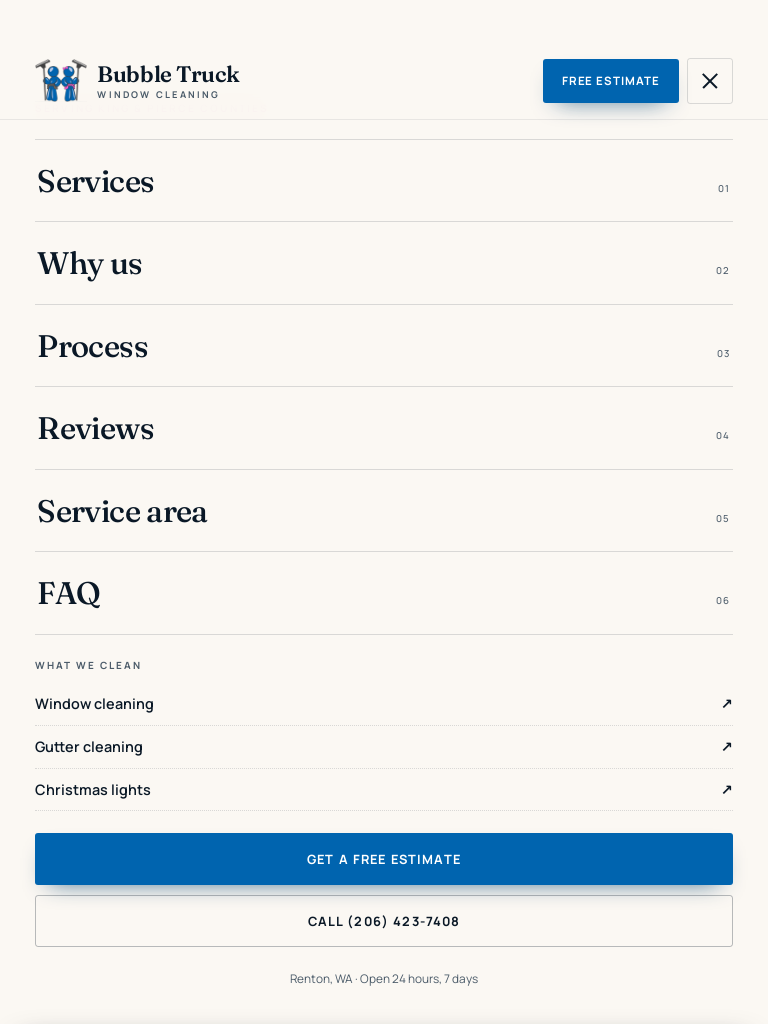 Bubble Truck
WINDOW CLEANING
FREE ESTIMATE
Services
01
Why us
02
Process
03
Reviews
04
Service area
05
FAQ
06
WHAT WE CLEAN
Window cleaning
↗
Gutter cleaning
↗
Christmas lights
↗
GET A FREE ESTIMATE
CALL (206) 423-7408
Renton, WA · Open 24 hours, 7 days